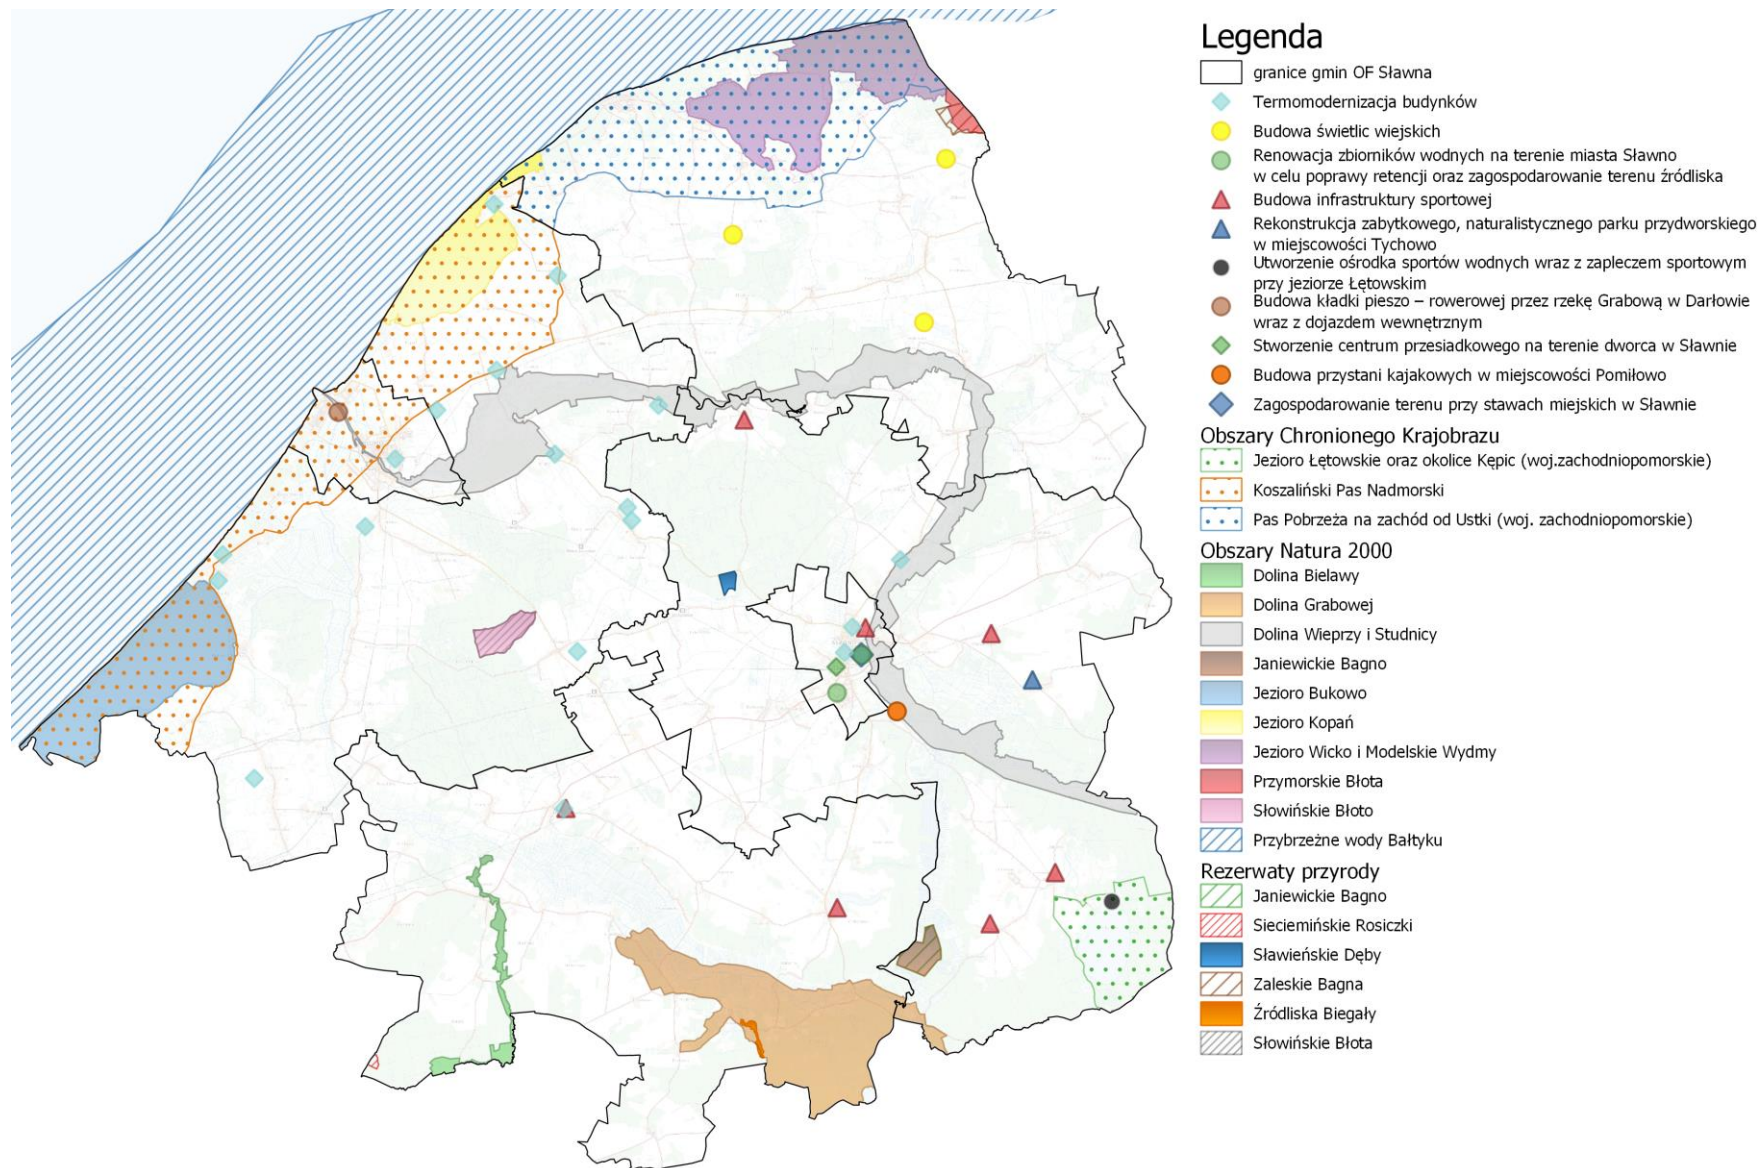 Legenda
granice gmin OF Sławna
Termomodernizacja budynków
Budowa świetlic wiejskich
Renowacja zbiorników wodnych na terenie miasta Sławno
w celu poprawy retencji oraz zagospodarowanie terenu źródliska
Budowa infrastruktury sportowej
Rekonstrukcja zabytkowego, naturalistycznego parku przydworskiego
w miejscowości Tychowo
Utworzenie ośrodka sportów wodnych wraz z zapleczem sportowym
przy jeziorze Łętowskim
Budowa kładki pieszo – rowerowej przez rzekę Grabową w Darłowie
wraz z dojazdem wewnętrznym
Stworzenie centrum przesiadkowego na terenie dworca w Sławnie
Budowa przystani kajakowych w miejscowości Pomiłowo
Zagospodarowanie terenu przy stawach miejskich w Sławnie
Obszary Chronionego Krajobrazu
Jezioro Łętowskie oraz okolice Kępic (woj.zachodniopomorskie)
Koszaliński Pas Nadmorski
Pas Pobrzeża na zachód od Ustki (woj. zachodniopomorskie)
Obszary Natura 2000
Dolina Bielawy
Dolina Grabowej
Dolina Wieprzy i Studnicy
Janiewickie Bagno
Jezioro Bukowo
Jezioro Kopań
Jezioro Wicko i Modelskie Wydmy
Przymorskie Błota
Słowińskie Błoto
Przybrzeżne wody Bałtyku
Rezerwaty przyrody
Janiewickie Bagno
Sieciemińskie Rosiczki
Sławieńskie Dęby
Zaleskie Bagna
Źródliska Biegały
Słowińskie Błota